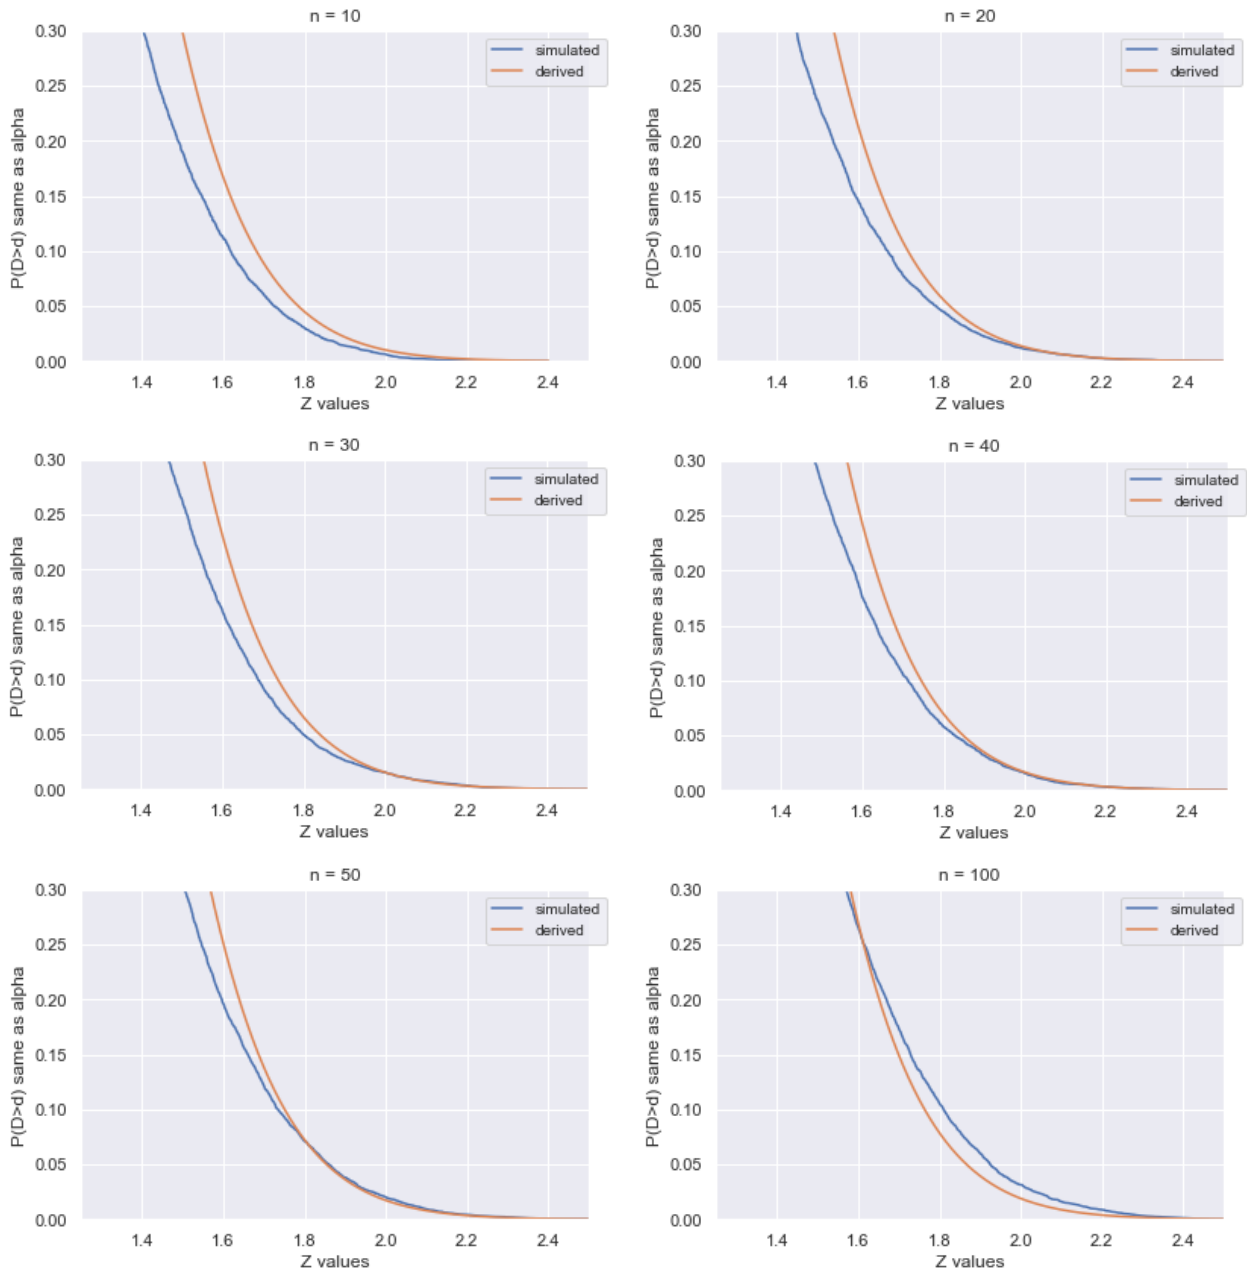 n = 10
0.30
0.25
0.20
0.15
0.10
0.05
0.00
P(D>d) same as alpha
1.4 1.6 1.8 2.0 2.2 2.4
Z values
simulated
derived
n = 20
0.30
0.25
0.20
0.15
0.10
0.05
0.00
P(D>d) same as alpha
1.4 1.6 1.8 2.0 2.2 2.4
Z values
simulated
derived
n = 30
0.30
0.25
0.20
0.15
0.10
0.05
0.00
P(D>d) same as alpha
1.4 1.6 1.8 2.0 2.2 2.4
Z values
simulated
derived
n = 40
0.30
0.25
0.20
0.15
0.10
0.05
0.00
P(D>d) same as alpha
1.4 1.6 1.8 2.0 2.2 2.4
Z values
simulated
derived
n = 50
0.30
0.25
0.20
0.15
0.10
0.05
0.00
P(D>d) same as alpha
1.4 1.6 1.8 2.0 2.2 2.4
Z values
simulated
derived
n = 100
0.30
0.25
0.20
0.15
0.10
0.05
0.00
P(D>d) same as alpha
1.4 1.6 1.8 2.0 2.2 2.4
Z values
simulated
derived